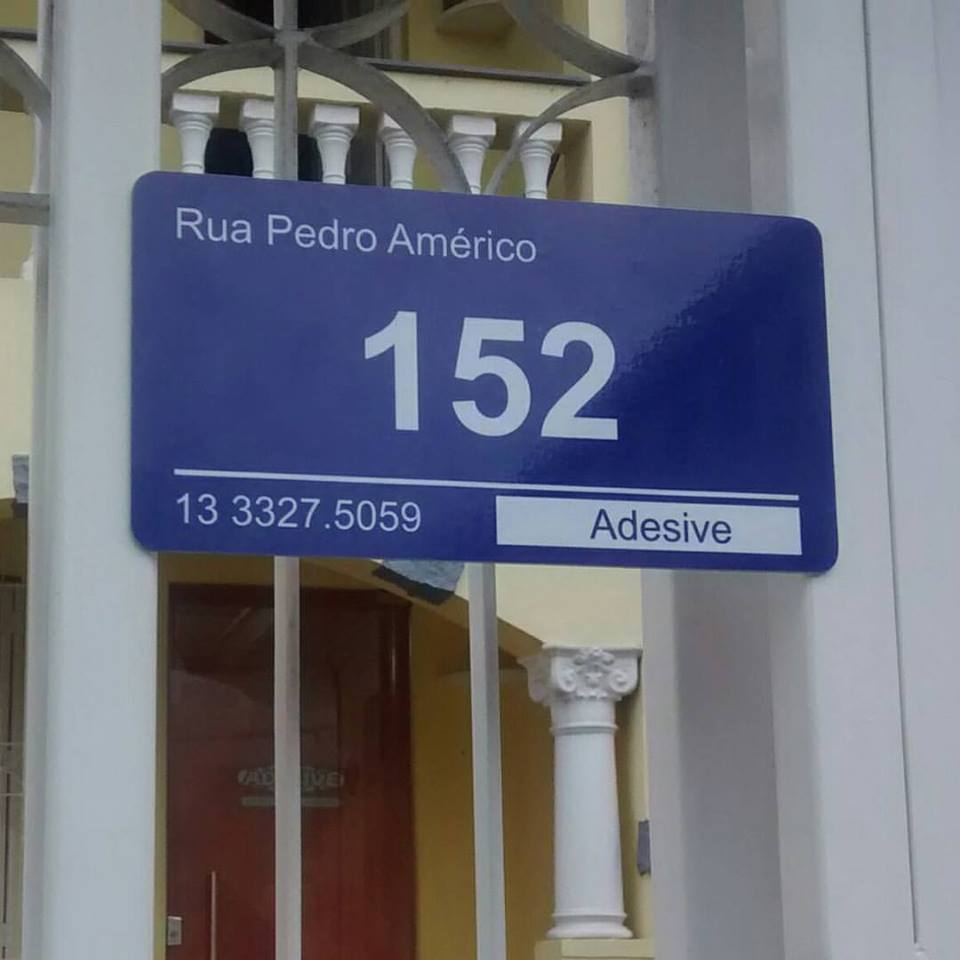 Rua Pedro Américo
152
13 3327.5059
Adesive